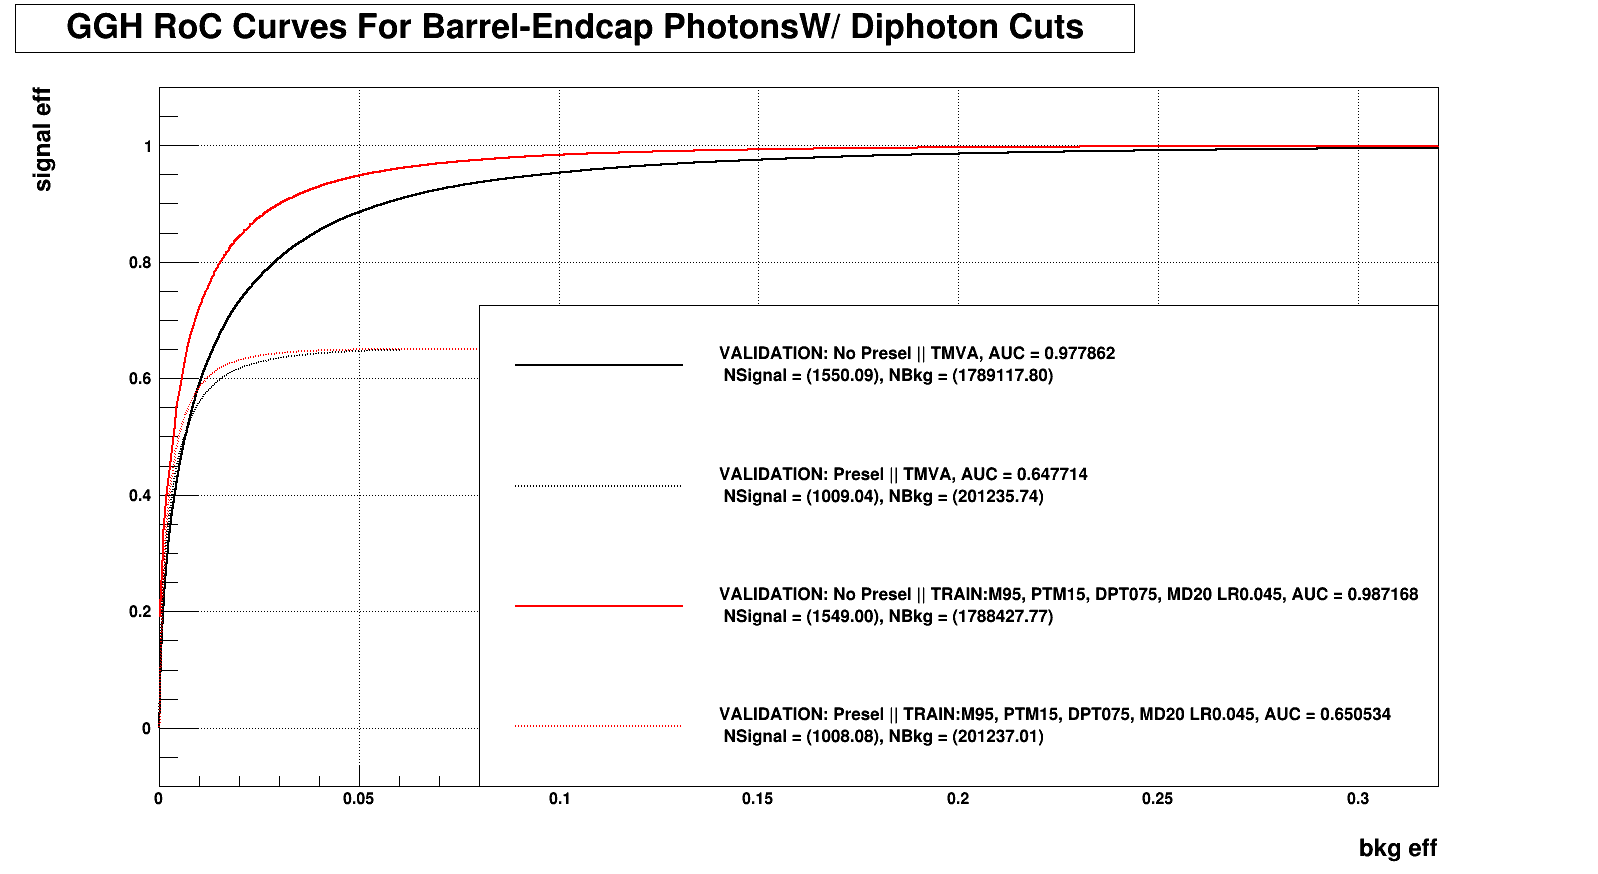 GGH RoC Curves For Barrel-Endcap PhotonsW/ Diphoton Cuts
signal eff
1
0.8
0.6
0.4
0.2
0
VALIDATION: No Presel || TMVA, AUC = 0.977862
NSignal = (1550.09), NBkg = (1789117.80)
VALIDATION: Presel || TMVA, AUC = 0.647714
NSignal = (1009.04), NBkg = (201235.74)
VALIDATION: No Presel || TRAIN:M95, PTM15, DPT075, MD20 LR0.045, AUC = 0.987168
NSignal = (1549.00), NBkg = (1788427.77)
VALIDATION: Presel || TRAIN:M95, PTM15, DPT075, MD20 LR0.045, AUC = 0.650534
NSignal = (1008.08), NBkg = (201237.01)
0 0.05 0.1 0.15 0.2 0.25 0.3
bkg eff